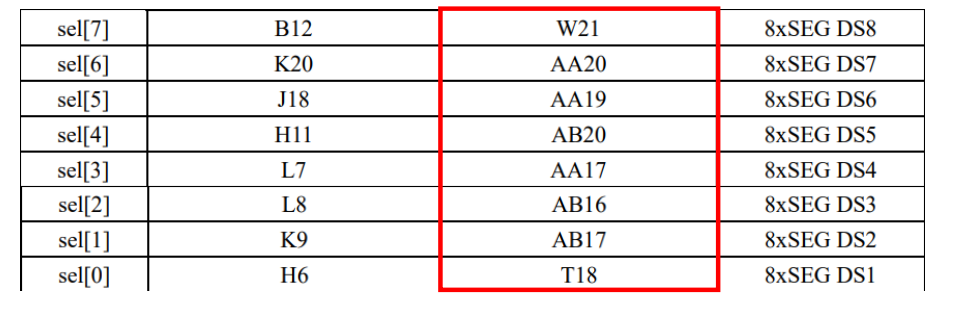 sel[7] B12 W21 8xSEG DS8
sel[6] K20 AA20 8xSEG DS7
sel[5] J18 AA19 8xSEG DS6
sel[4] H11 AB20 8xSEG DS5
sel[3] L7 AA17 8xSEG DS4
sel[2] L8 AB16 8xSEG DS3
sel[1] K9 AB17 8xSEG DS2
sel[0] H6 T18 8xSEG DS1